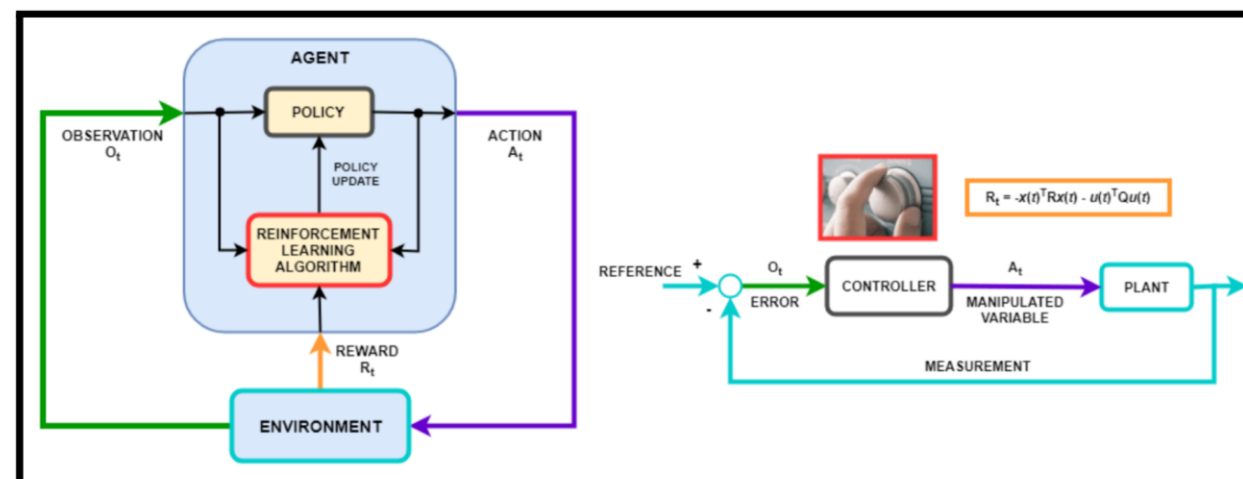 AGENT
POLICY
OBSERVATION
Oₜ
ACTION
Aₜ
POLICY
UPDATE
REINFORCEMENT
LEARNING
ALGORITHM
REWARD
Rₜ
ENVIRONMENT
Rₜ = -x(t)ᵀRx(t) - u(t)ᵀQu(t)
REFERENCE
+
-
Oₜ
ERROR
CONTROLLER
Aₜ
MANIPULATED
VARIABLE
PLANT
MEASUREMENT